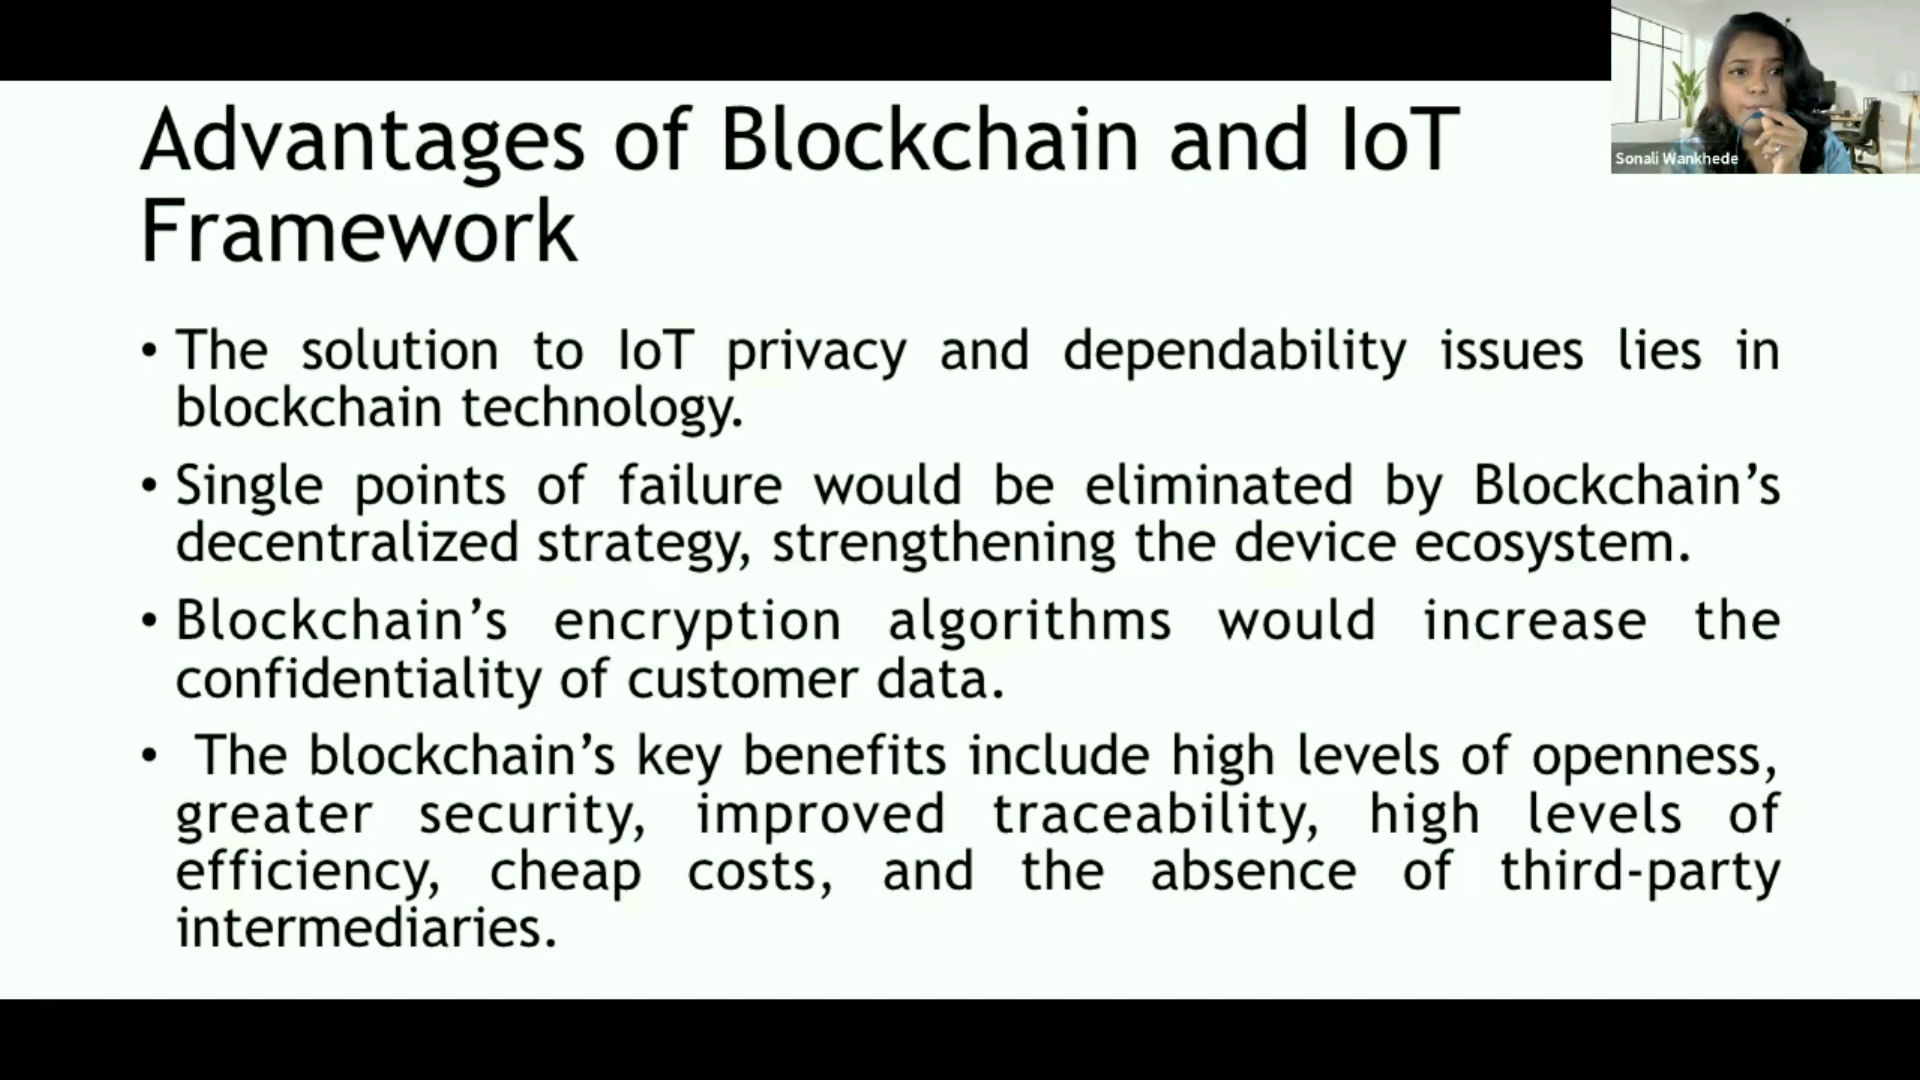 Advantages of Blockchain and IoT
Framework
Sonali Wankhede
• The solution to IoT privacy and dependability issues lies in
blockchain technology.
• Single points of failure would be eliminated by Blockchain’s
decentralized strategy, strengthening the device ecosystem.
• Blockchain’s encryption algorithms would increase the
confidentiality of customer data.
• The blockchain’s key benefits include high levels of openness,
greater security, improved traceability, high levels of
efficiency, cheap costs, and the absence of third-party
intermediaries.